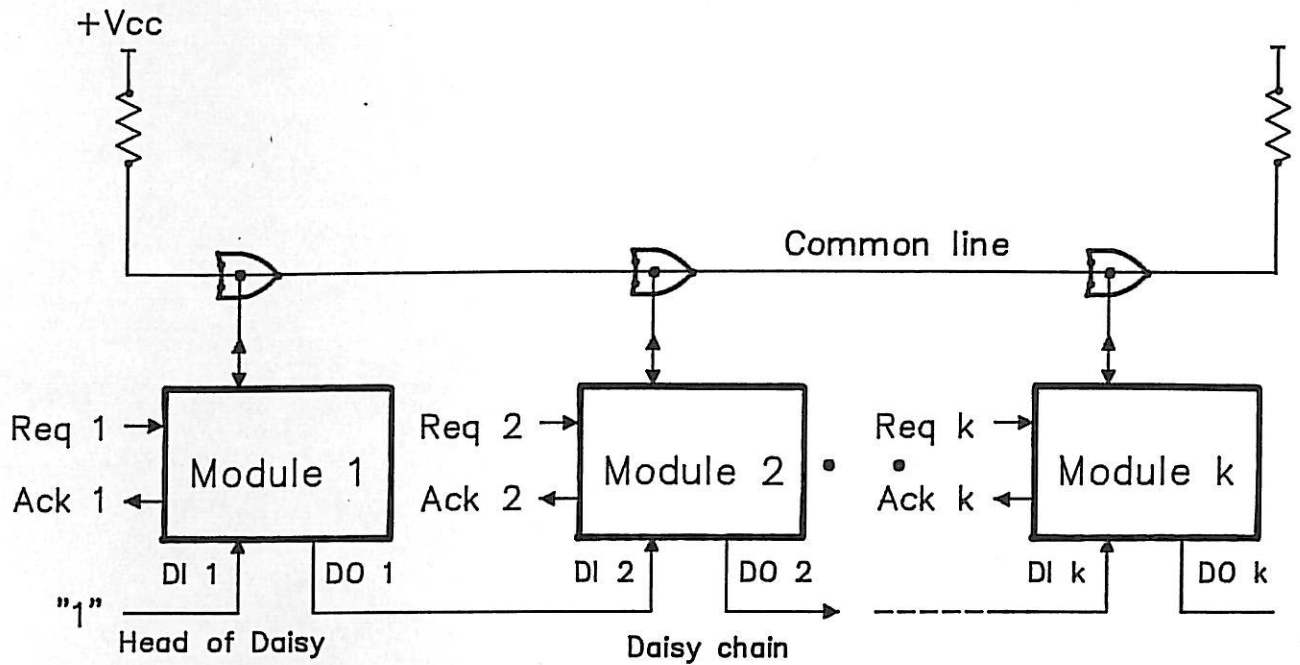 +Vcc
Common line
Req 1
Module 1
Ack 1
Req 2
Module 2
Ack 2
Req k
Module k
Ack k
DI 1
DO 1
DI 2
DO 2
DI k
DO k
"1"
Head of Daisy
Daisy chain